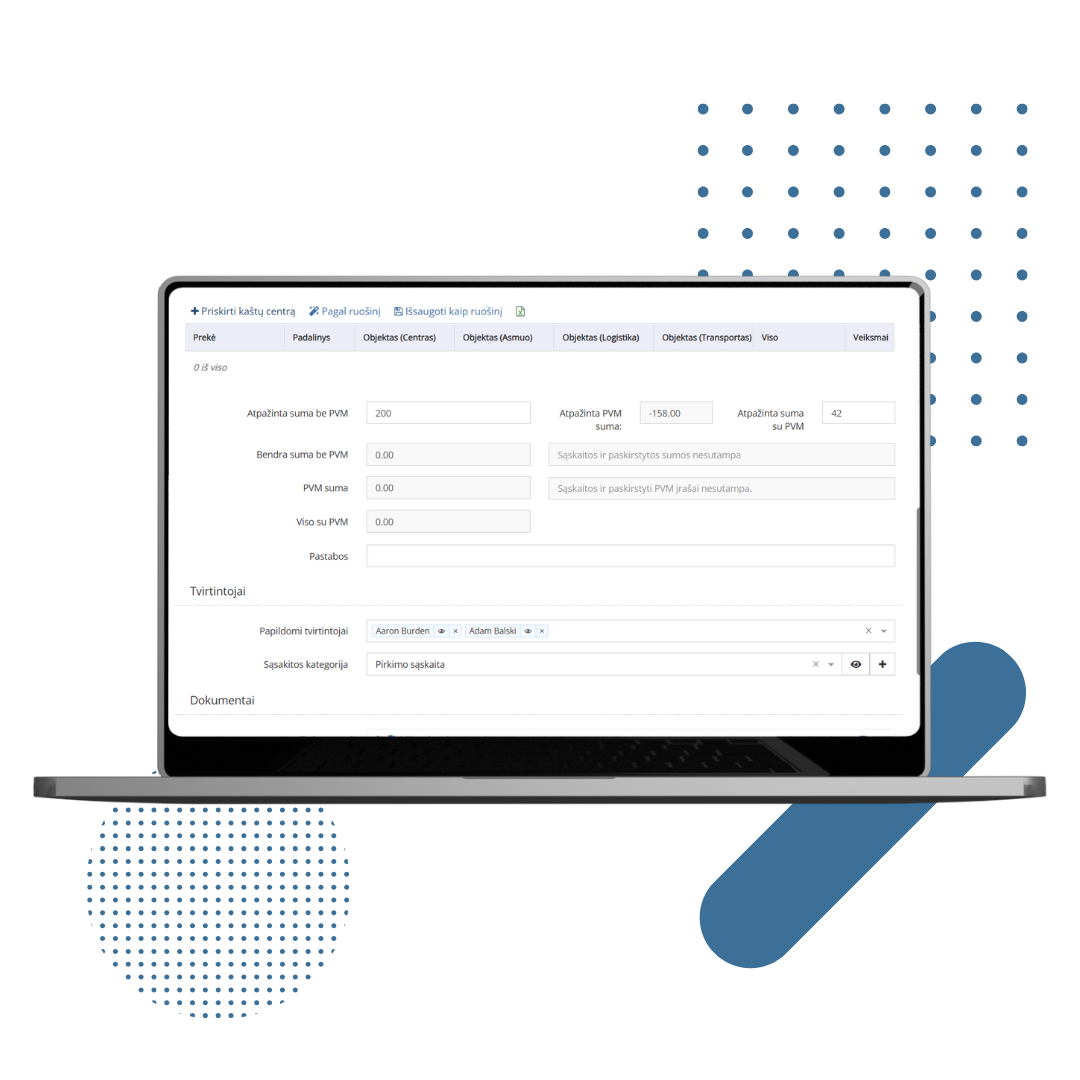 Priskirti kaštų centrą Pagal ruošinį Išsaugoti kaip ruošinį
Prekė Padalinys Objektas (Centras) Objektas (Asmuo) Objektas (Logistika) Objektas (Transportas) Viso Veiksmai
0 iš viso
Atpažinta suma be PVM 200 Atpažinta PVM suma: -158.00 Atpažinta suma su PVM 42
Bendra suma be PVM 0.00 Sąskaitos ir paskirstytos sumos nesutampa
PVM suma 0.00 Sąskaitos ir paskirstyti PVM įrašai nesutampa.
Viso su PVM 0.00
Pastabos
Tvirtintojai
Papildomi tvirtintojai Aaron Burden × Adam Balski ×
Sąsakitos kategorija Pirkimo sąskaita
Dokumentai